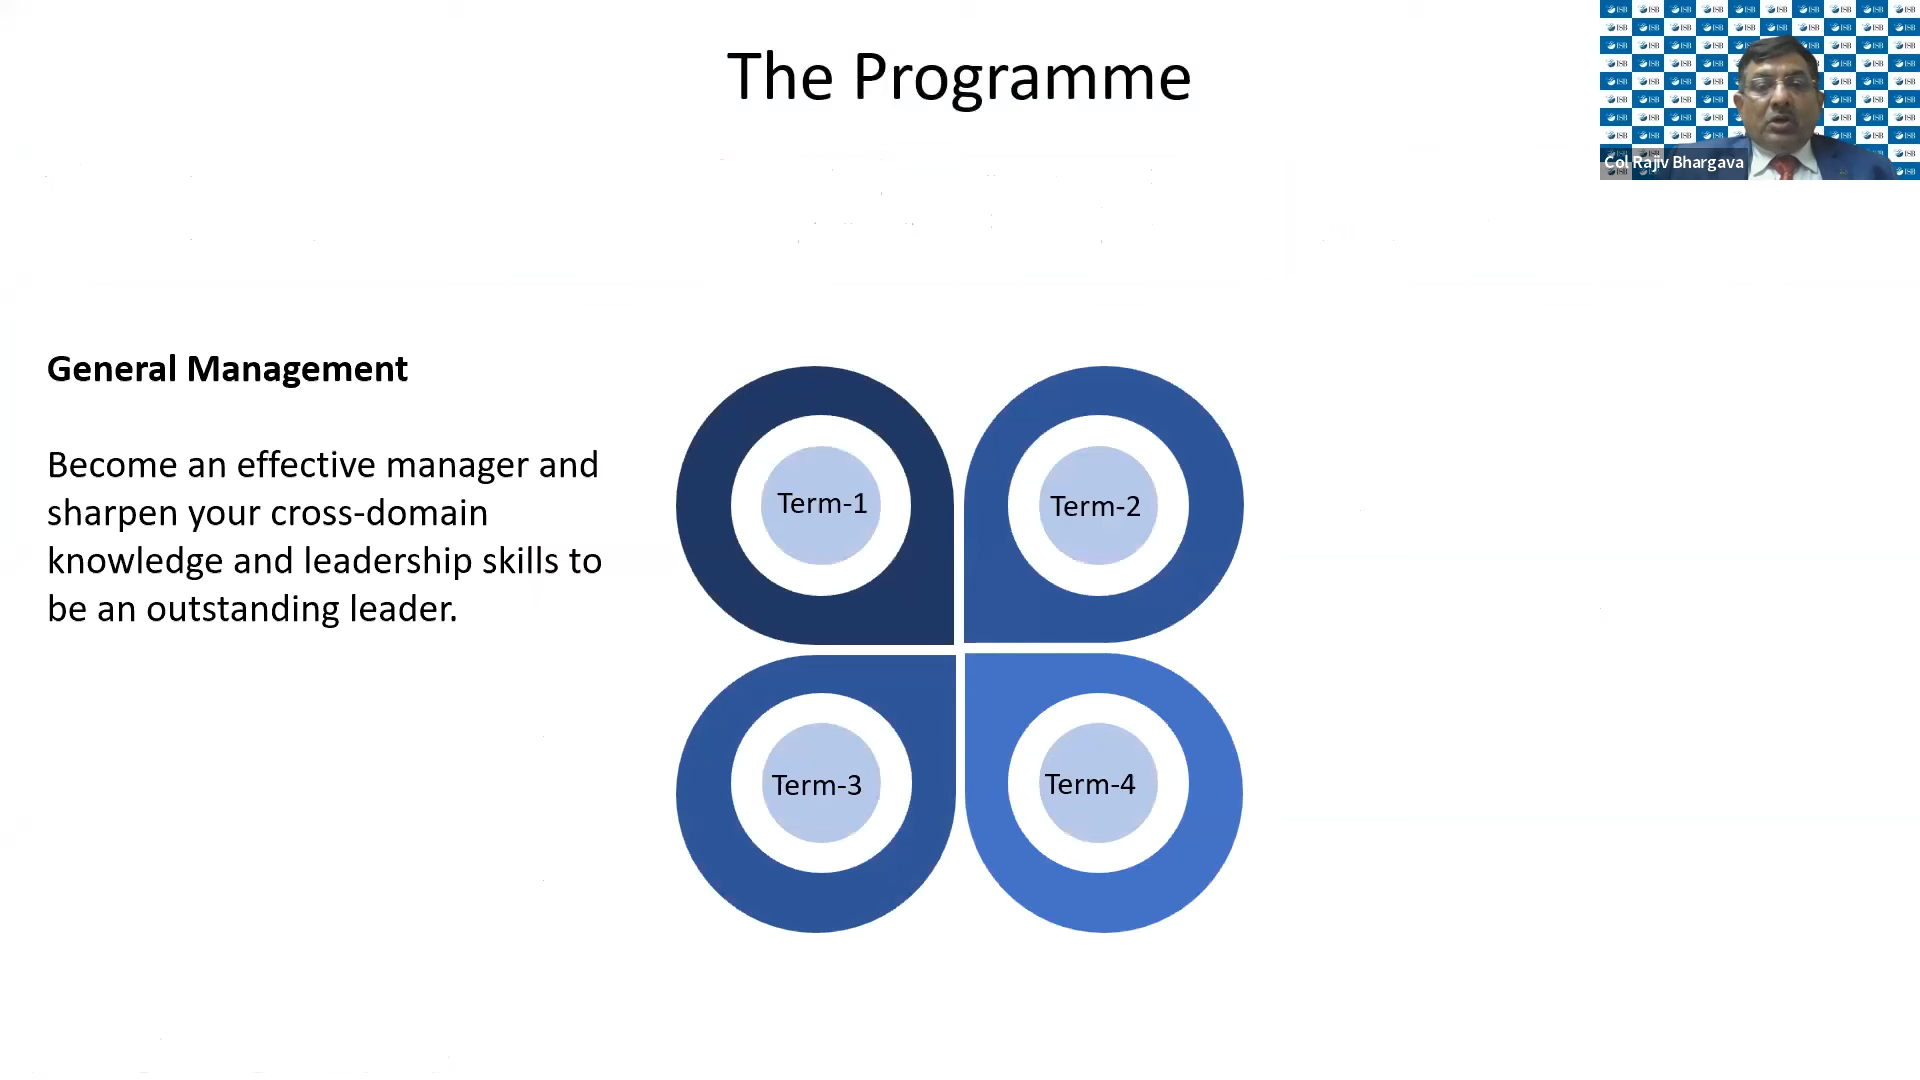 The Programme
Col Rajiv Bhargava
General Management
Become an effective manager and
sharpen your cross-domain
knowledge and leadership skills to
be an outstanding leader.
Term-1
Term-2
Term-3
Term-4
ISB